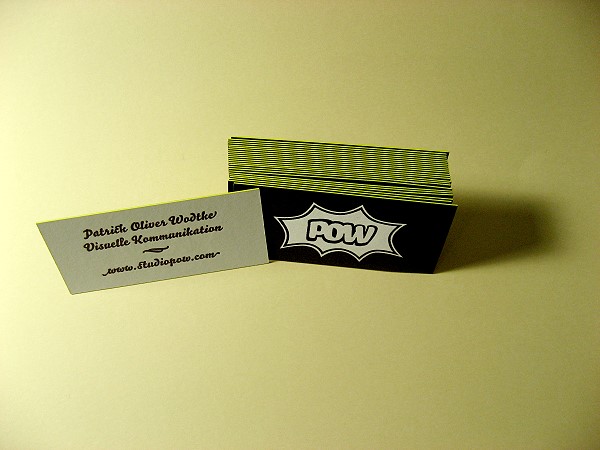 Patrick Oliver Wodtke
Visuelle Kommunikation
www.studiopow.com
POW